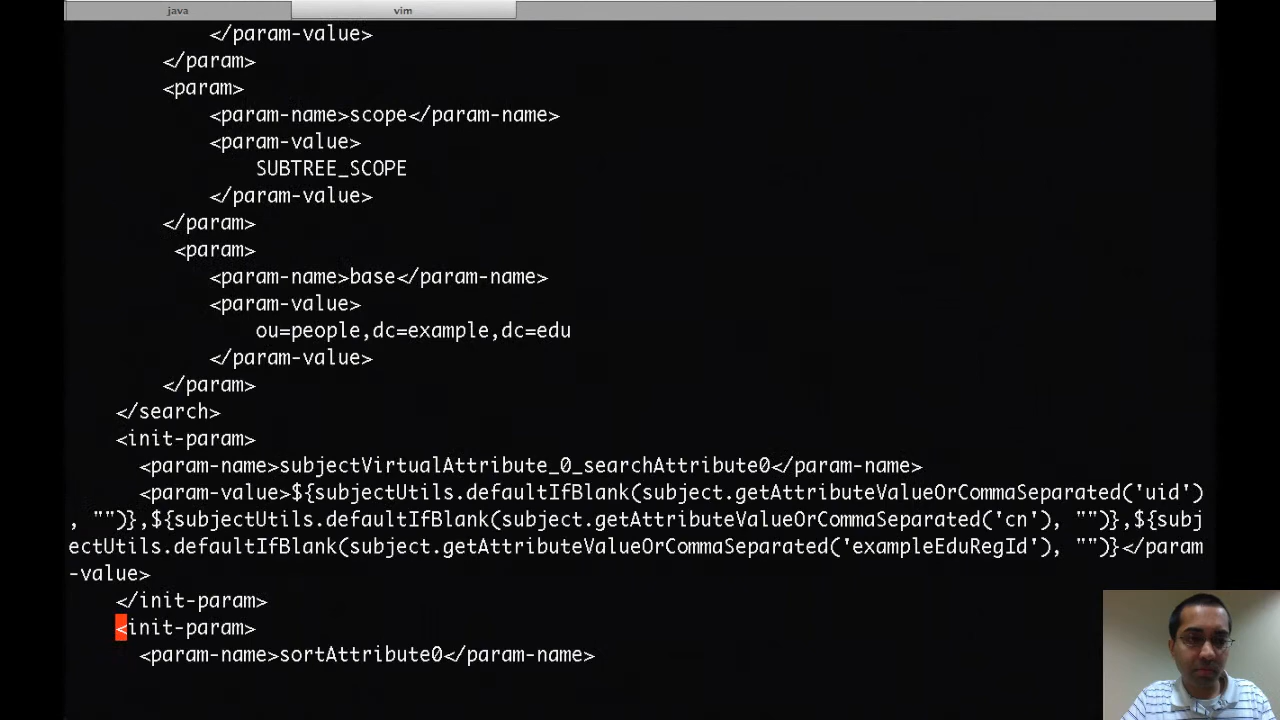 java vim
</param-value>
</param>
<param>
<param-name>scope</param-name>
<param-value>
SUBTREE_SCOPE
</param-value>
</param>
<param>
<param-name>base</param-name>
<param-value>
ou=people,dc=example,dc=edu
</param-value>
</param>
</search>
<init-param>
<param-name>subjectVirtualAttribute_0_searchAttribute0</param-name>
<param-value>${subjectUtils.defaultIfBlank(subject.getAttributeValueOrCommaSeparated('uid')
, "")},${subjectUtils.defaultIfBlank(subject.getAttributeValueOrCommaSeparated('cn'), "")},${subj
ectUtils.defaultIfBlank(subject.getAttributeValueOrCommaSeparated('exampleEduRegId'), "")}</param
-value>
</init-param>
<init-param>
<param-name>sortAttribute0</param-name>